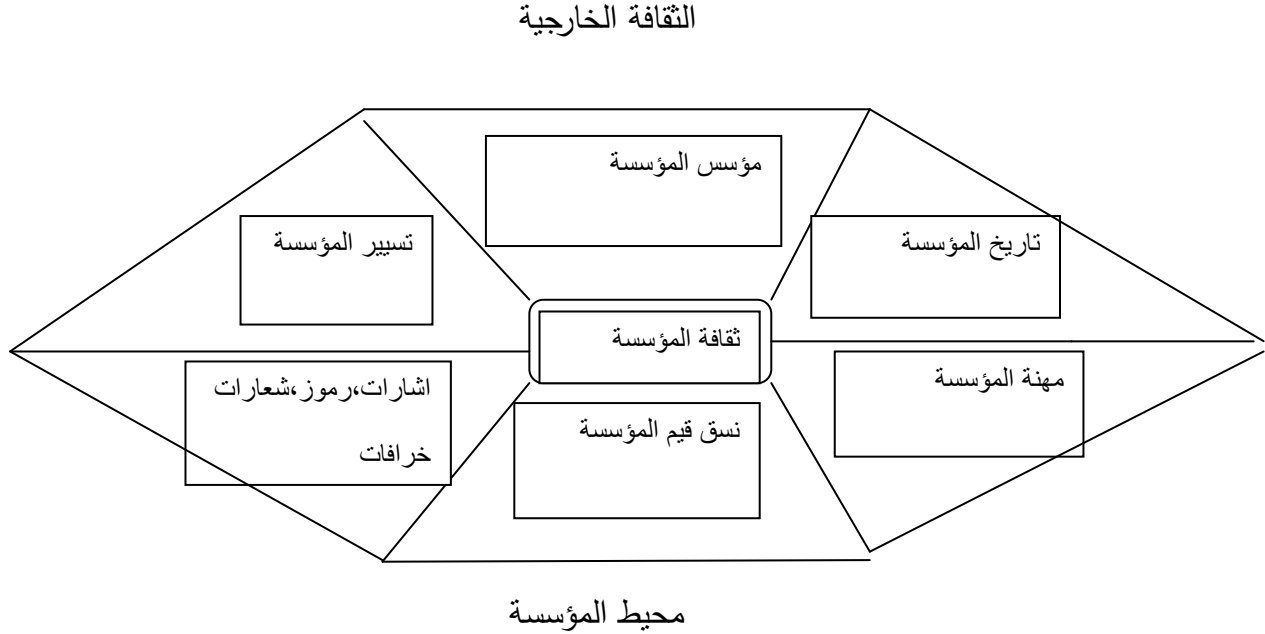 الثقافة الخارجية
مؤسس المؤسسة
تاريخ المؤسسة
تسيير المؤسسة
ثقافة المؤسسة
مهنة المؤسسة
اشارات،رموز،شعارات
خرافات
نسق قيم المؤسسة
محيط المؤسسة